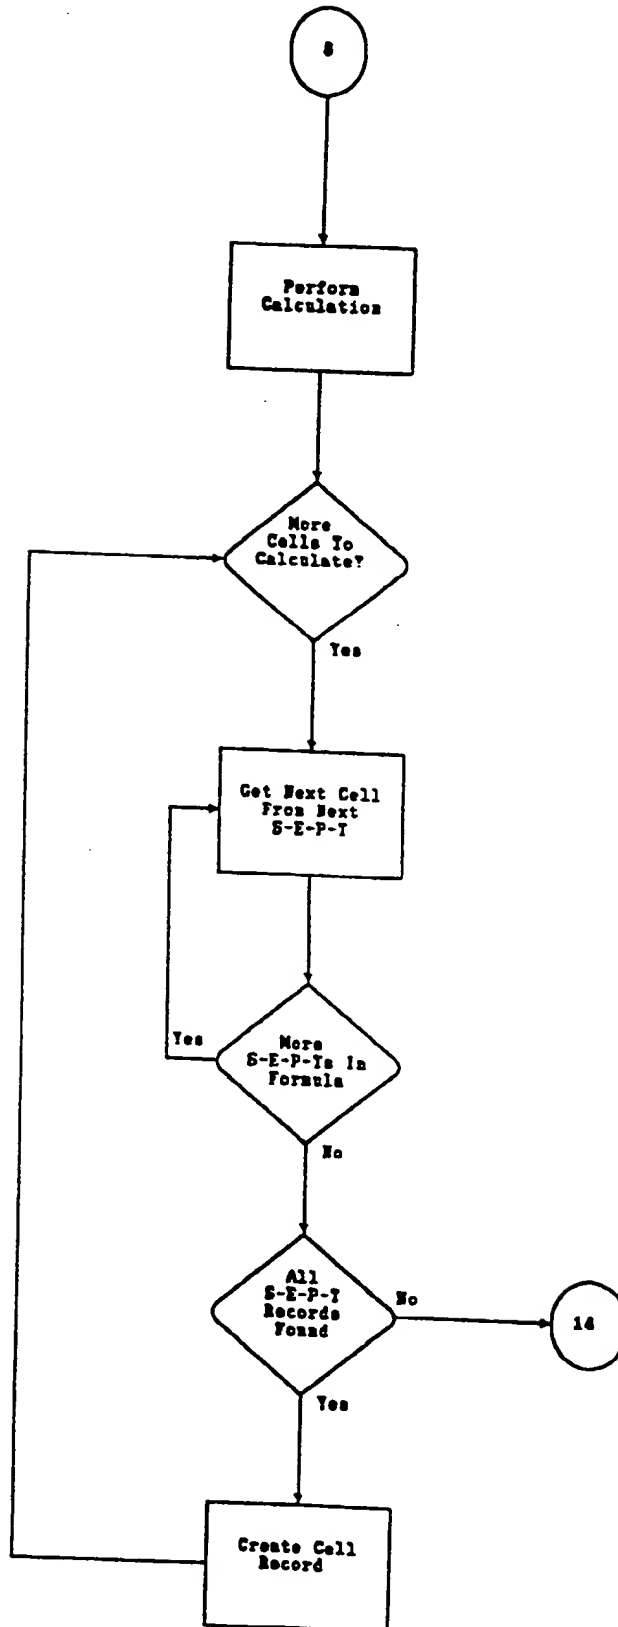 Perform
Calculation
More
Cells To
Calculate?
Yes
Get Next Cell
From Next
S-E-P-T
Yes
More
S-E-P-Ts In
Formula
No
All
S-E-P-T
Records
Found
No
14
Yes
Create Cell
Record